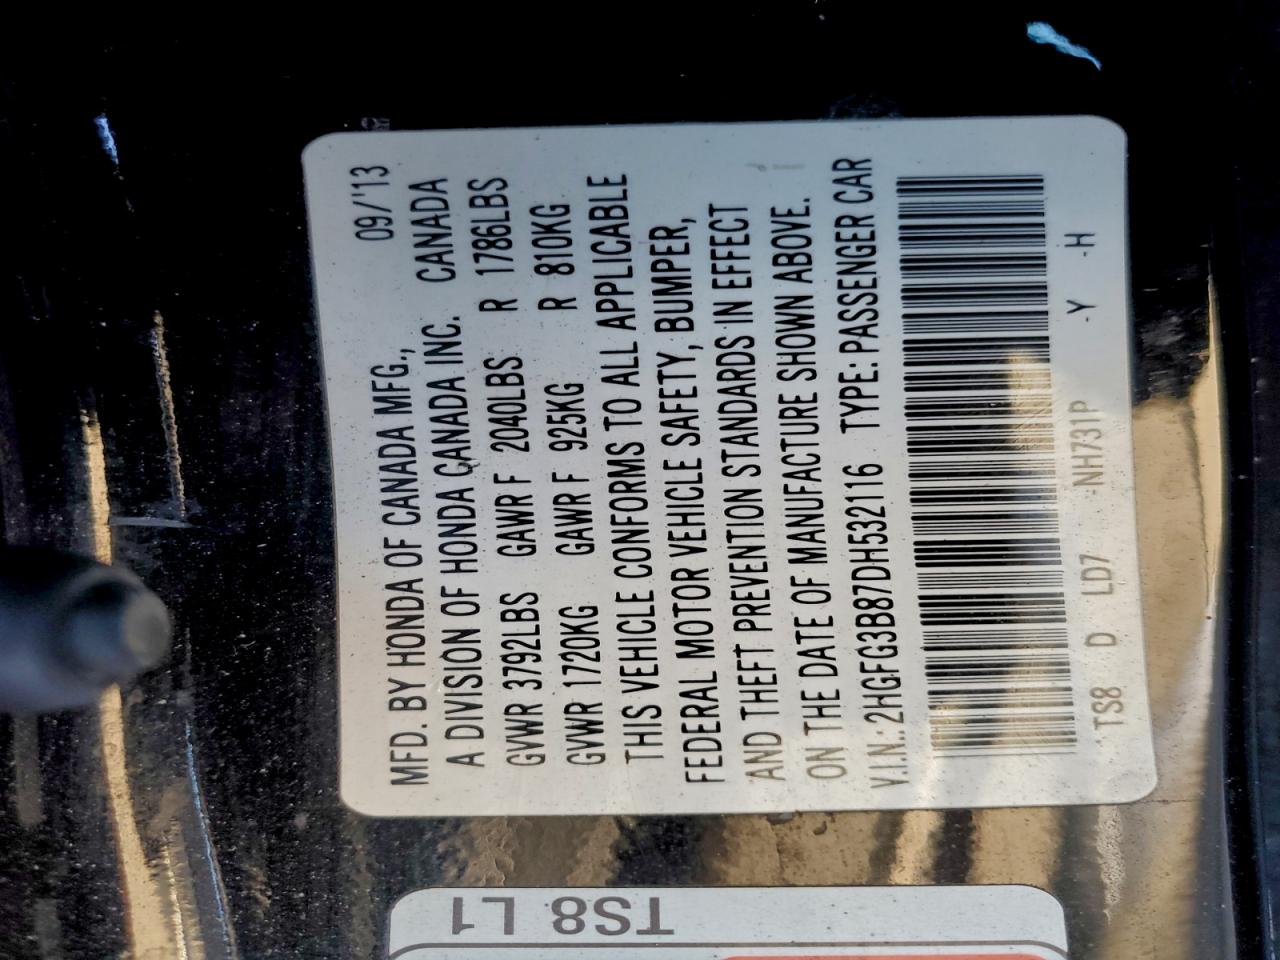 09/'13
MFD. BY HONDA OF CANADA MFG.,
A DIVISION OF HONDA CANADA INC. CANADA
GVWR 3792LBS GAWR F 2040LBS R 1786LBS
GVWR 1720KG GAWR F 925KG R 810KG
THIS VEHICLE CONFORMS TO ALL APPLICABLE
FEDERAL MOTOR VEHICLE SAFETY, BUMPER,
AND THEFT PREVENTION STANDARDS IN EFFECT
ON THE DATE OF MANUFACTURE SHOWN ABOVE.
V.I.N.: 2HGFG3B87DH532116 TYPE: PASSENGER CAR
TS8 D LD7 -NH731P -Y -H
TS8 L1